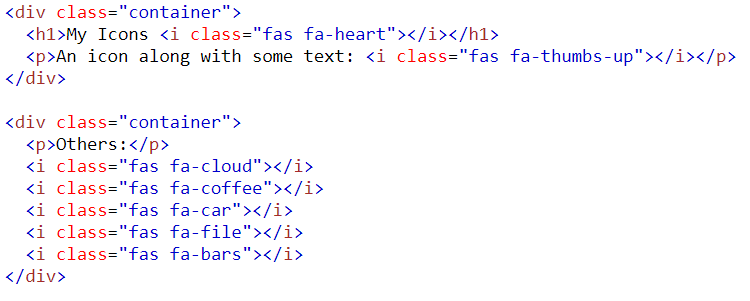 <div class="container">
  <h1>My Icons <i class="fas fa-heart"></i></h1>
  <p>An icon along with some text: <i class="fas fa-thumbs-up"></i></p>
</div>

<div class="container">
  <p>Others:</p>
  <i class="fas fa-cloud"></i>
  <i class="fas fa-coffee"></i>
  <i class="fas fa-car"></i>
  <i class="fas fa-file"></i>
  <i class="fas fa-bars"></i>
</div>